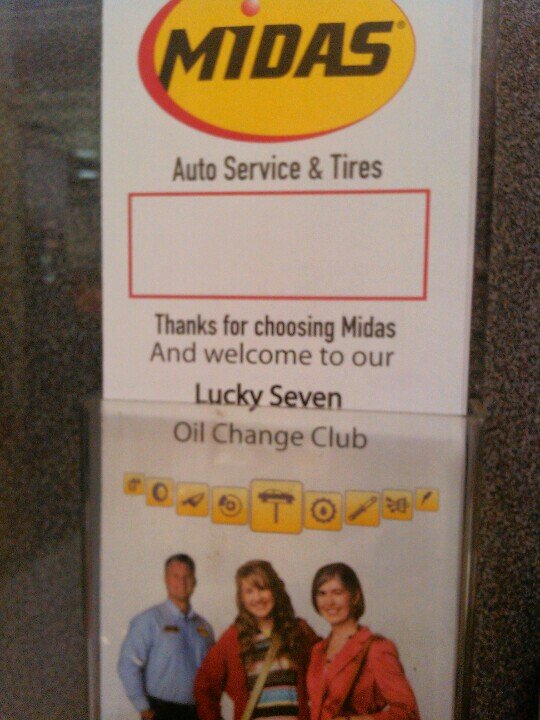 MIDAS®
Auto Service & Tires
Thanks for choosing Midas
And welcome to our
Lucky Seven
Oil Change Club